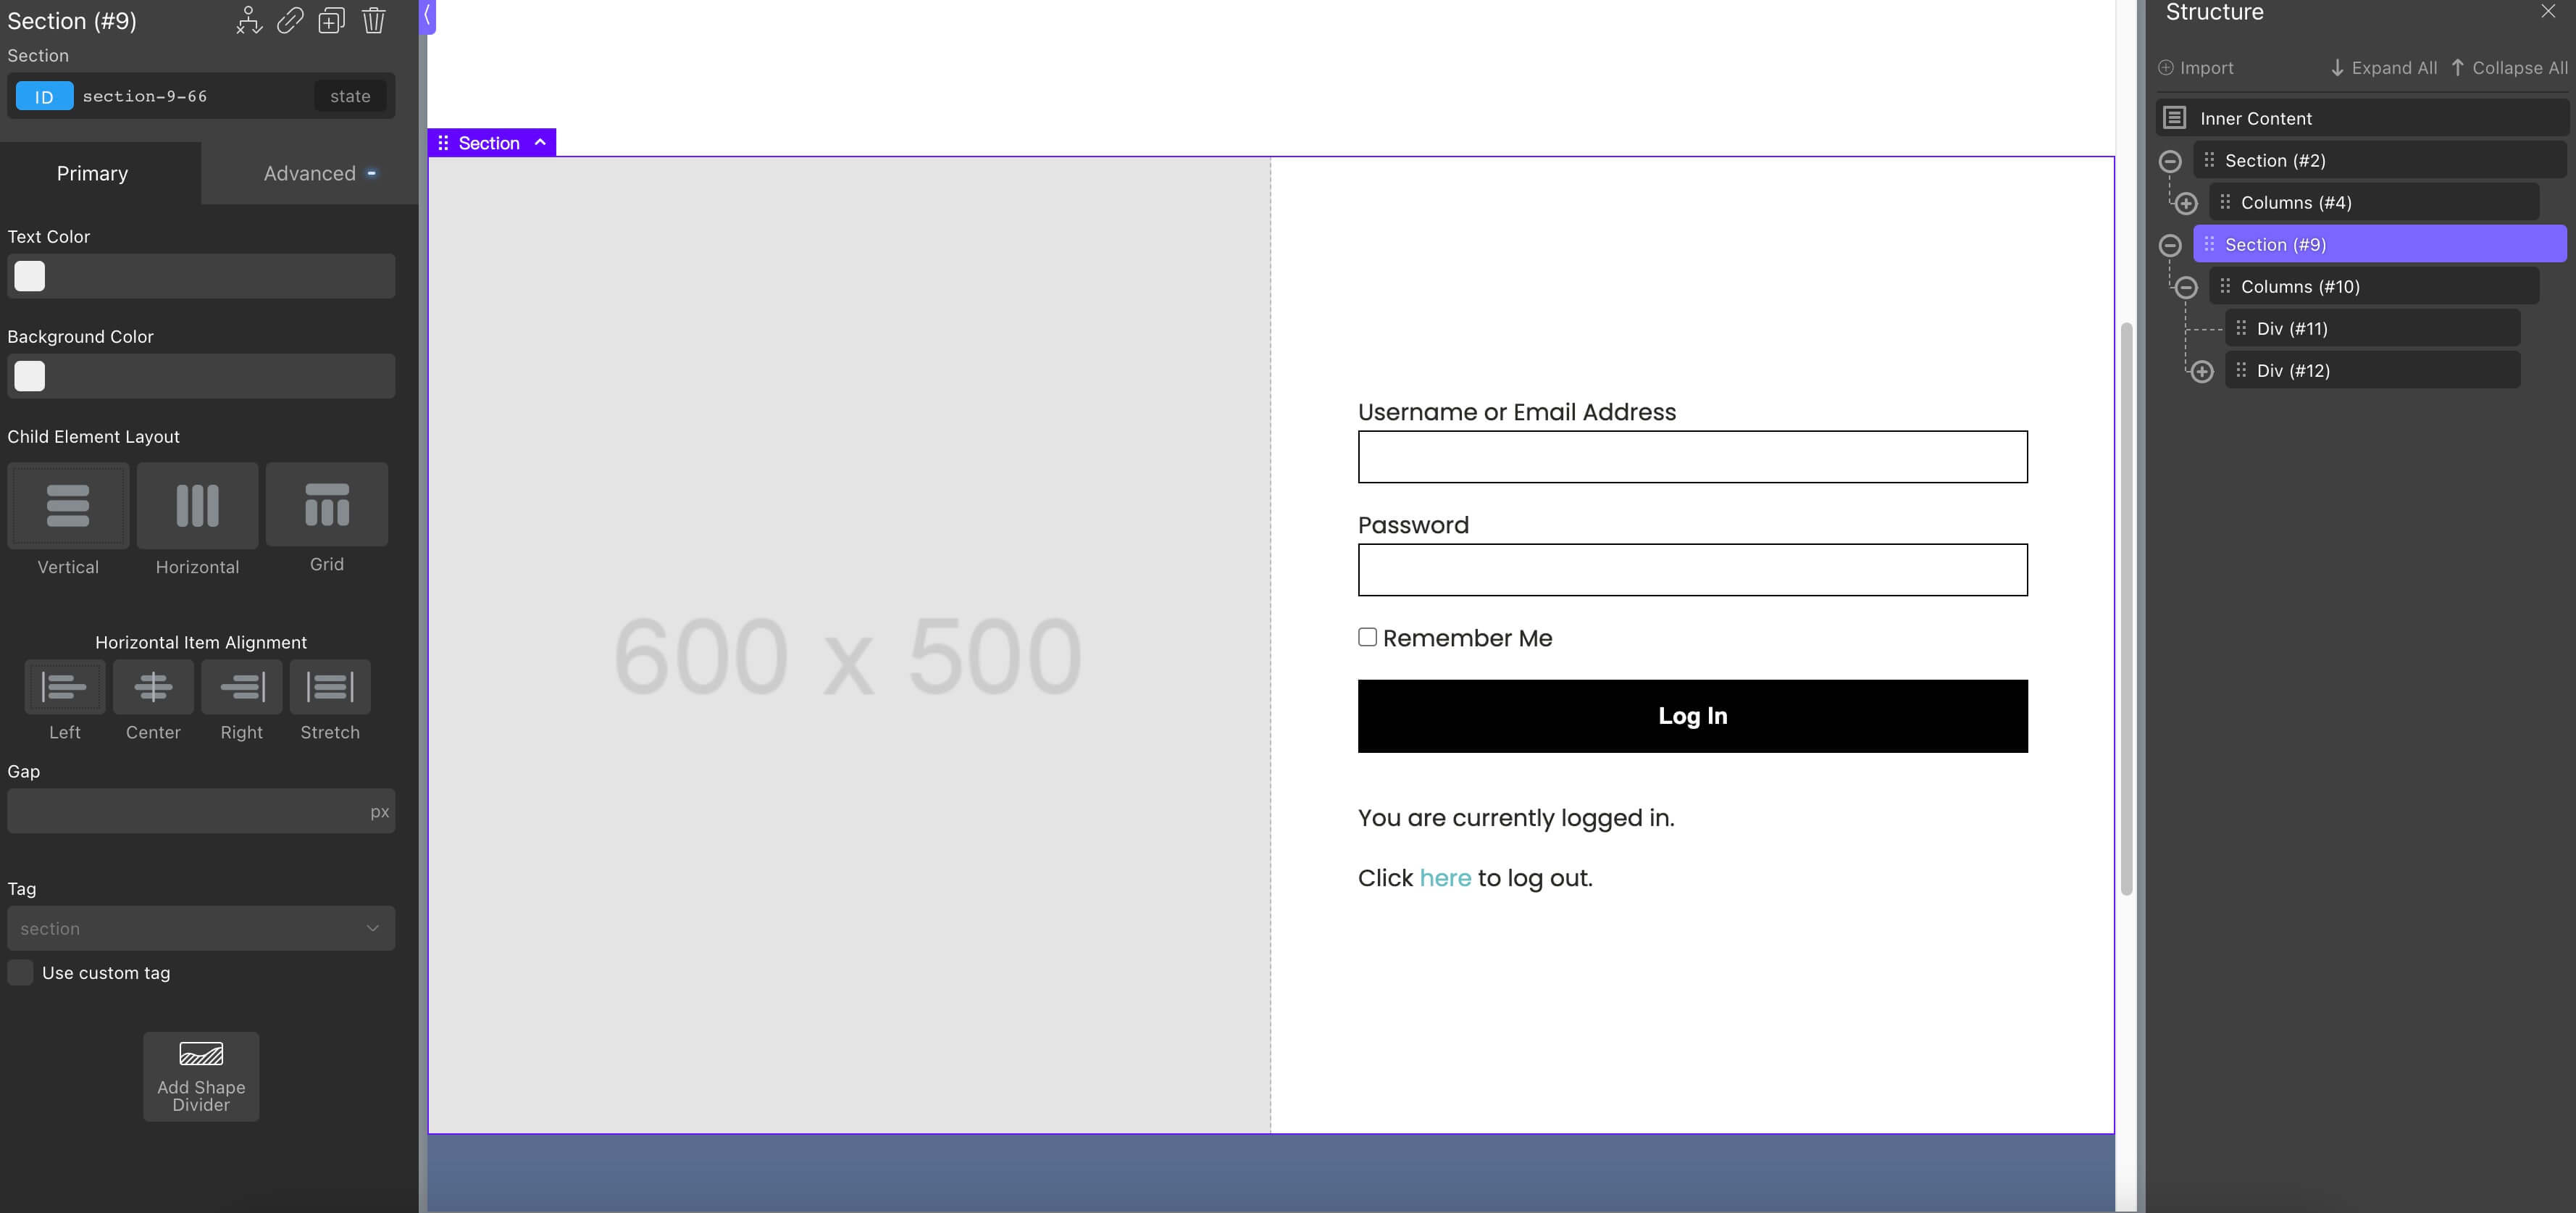 Section (#9)
Section
ID section-9-66 state
Primary Advanced
Text Color
Background Color
Child Element Layout
Vertical Horizontal Grid
Horizontal Item Alignment
Left Center Right Stretch
Gap
px
Tag
section
Use custom tag
Add Shape
Divider
Section
600 x 500
Username or Email Address
Password
Remember Me
Log In
You are currently logged in.
Click here to log out.
Structure
Import Expand All Collapse All
Inner Content
Section (#2)
Columns (#4)
Section (#9)
Columns (#10)
Div (#11)
Div (#12)